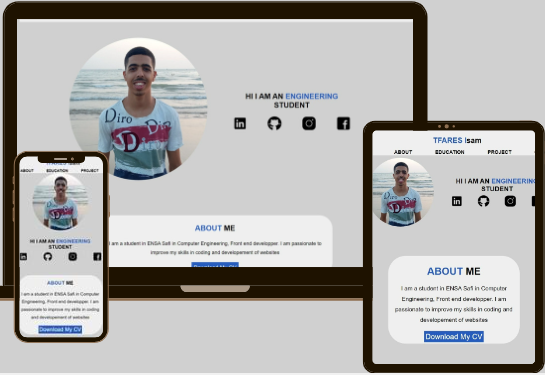 HI I AM AN ENGINEERING
STUDENT
Diro
Diro
ABOUT ME
I am a student in ENSA Safi in Computer Engineering, Front end developper. I am passionate to
improve my skills in coding and developement of websites
Download My CV
TFARES Isam
ABOUT EDUCATION PROJECT
HI I AM AN ENGINEERING
STUDENT
ABOUT ME
I am a student in ENSA Safi in Computer
Engineering, Front end developper. I am
passionate to improve my skills in coding and
developement of websites
Download My CV
TFARES Isam
ABOUT EDUCATION PROJECT
HI I AM AN ENGINEERING
STUDENT
ABOUT ME
I am a student in ENSA Safi in Computer
Engineering, Front end developper. I am
passionate to improve my skills in coding
and developement of websites
Download My CV